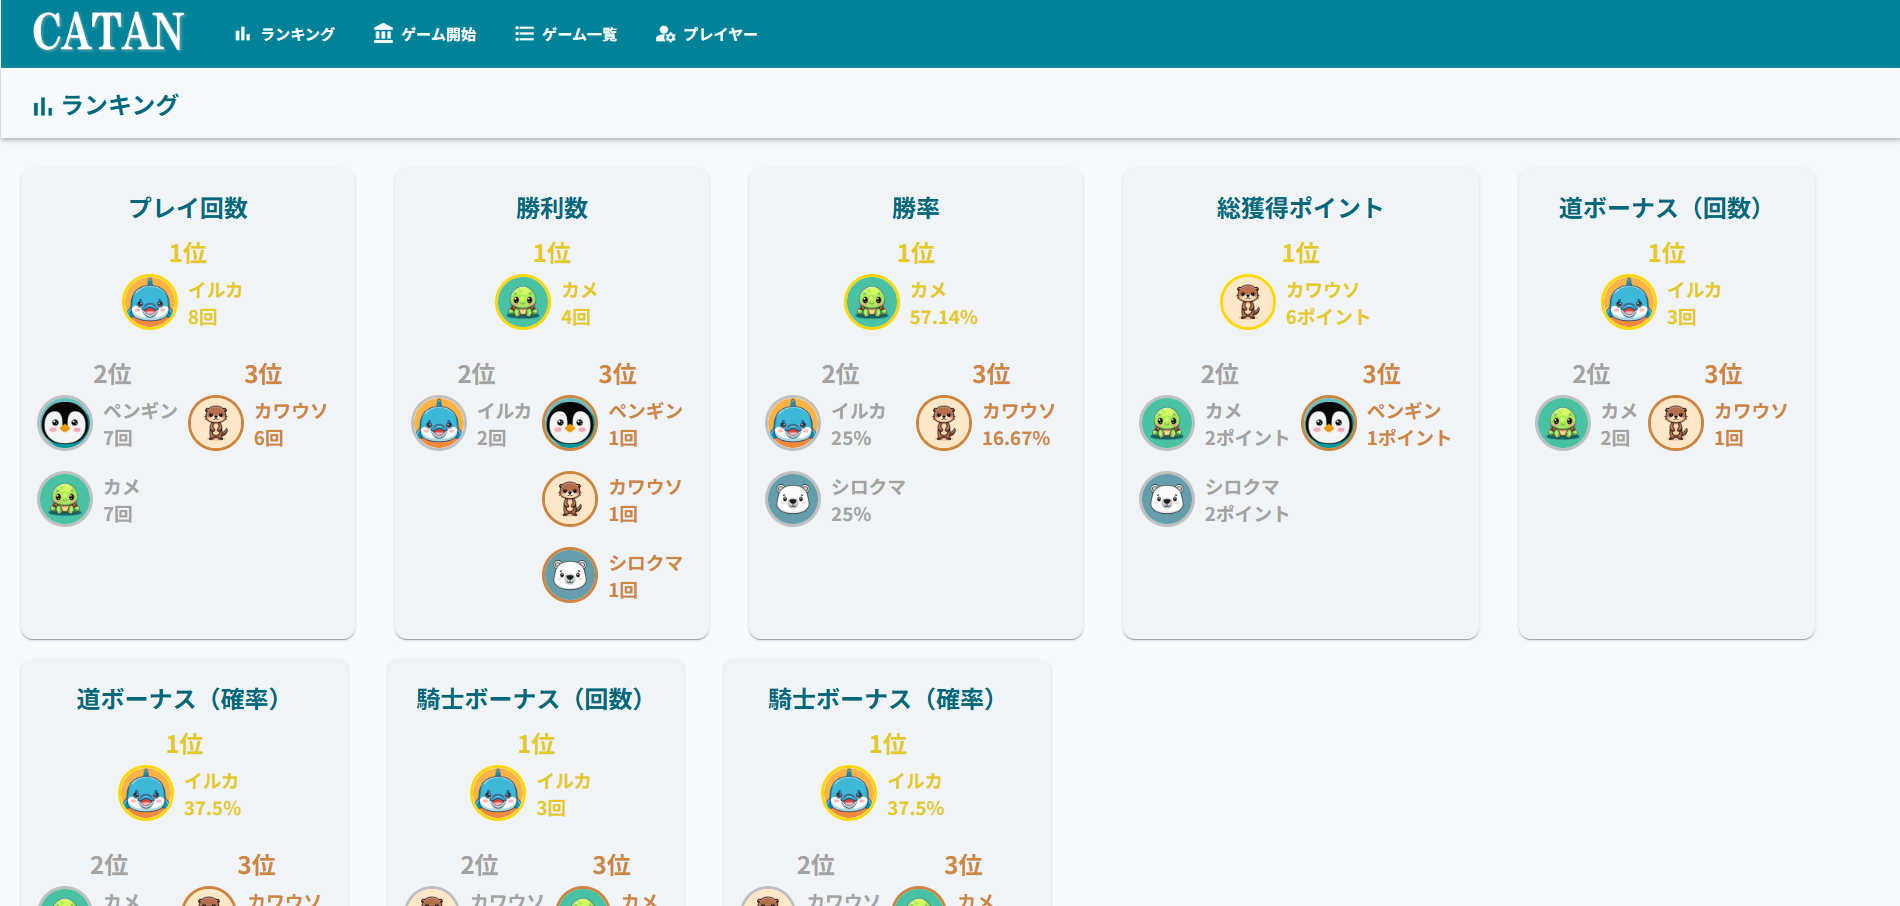 CATAN
ランキング
ゲーム開始
ゲーム一覧
プレイヤー
ランキング
プレイ回数
1位
イルカ
8回
2位
ペンギン
7回
カメ
7回
3位
カワウソ
6回
勝利数
1位
カメ
4回
2位
イルカ
2回
3位
ペンギン
1回
カワウソ
1回
シロクマ
1回
勝率
1位
カメ
57.14%
2位
イルカ
25%
シロクマ
25%
3位
カワウソ
16.67%
総獲得ポイント
1位
カワウソ
6ポイント
2位
カメ
2ポイント
シロクマ
2ポイント
3位
ペンギン
1ポイント
道ボーナス（回数）
1位
イルカ
3回
2位
カメ
2回
3位
カワウソ
1回
道ボーナス（確率）
1位
イルカ
37.5%
2位
カメ
3位
カワウソ
騎士ボーナス（回数）
1位
イルカ
3回
2位
カワウソ
3位
カメ
騎士ボーナス（確率）
1位
イルカ
37.5%
2位
カワウソ
3位
カメ